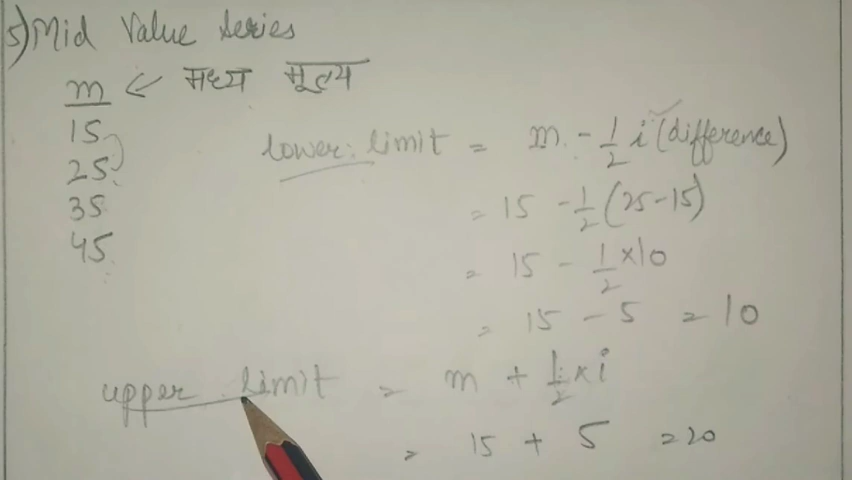 5) Mid Value Series
m ← मध्य मूल्य
15
25
35
45
lower limit = m - 1/2 i (difference)
= 15 - 1/2 (25-15)
= 15 - 1/2 ×10
= 15 - 5 = 10
upper limit = m + 1/2 × i
= 15 + 5 = 20